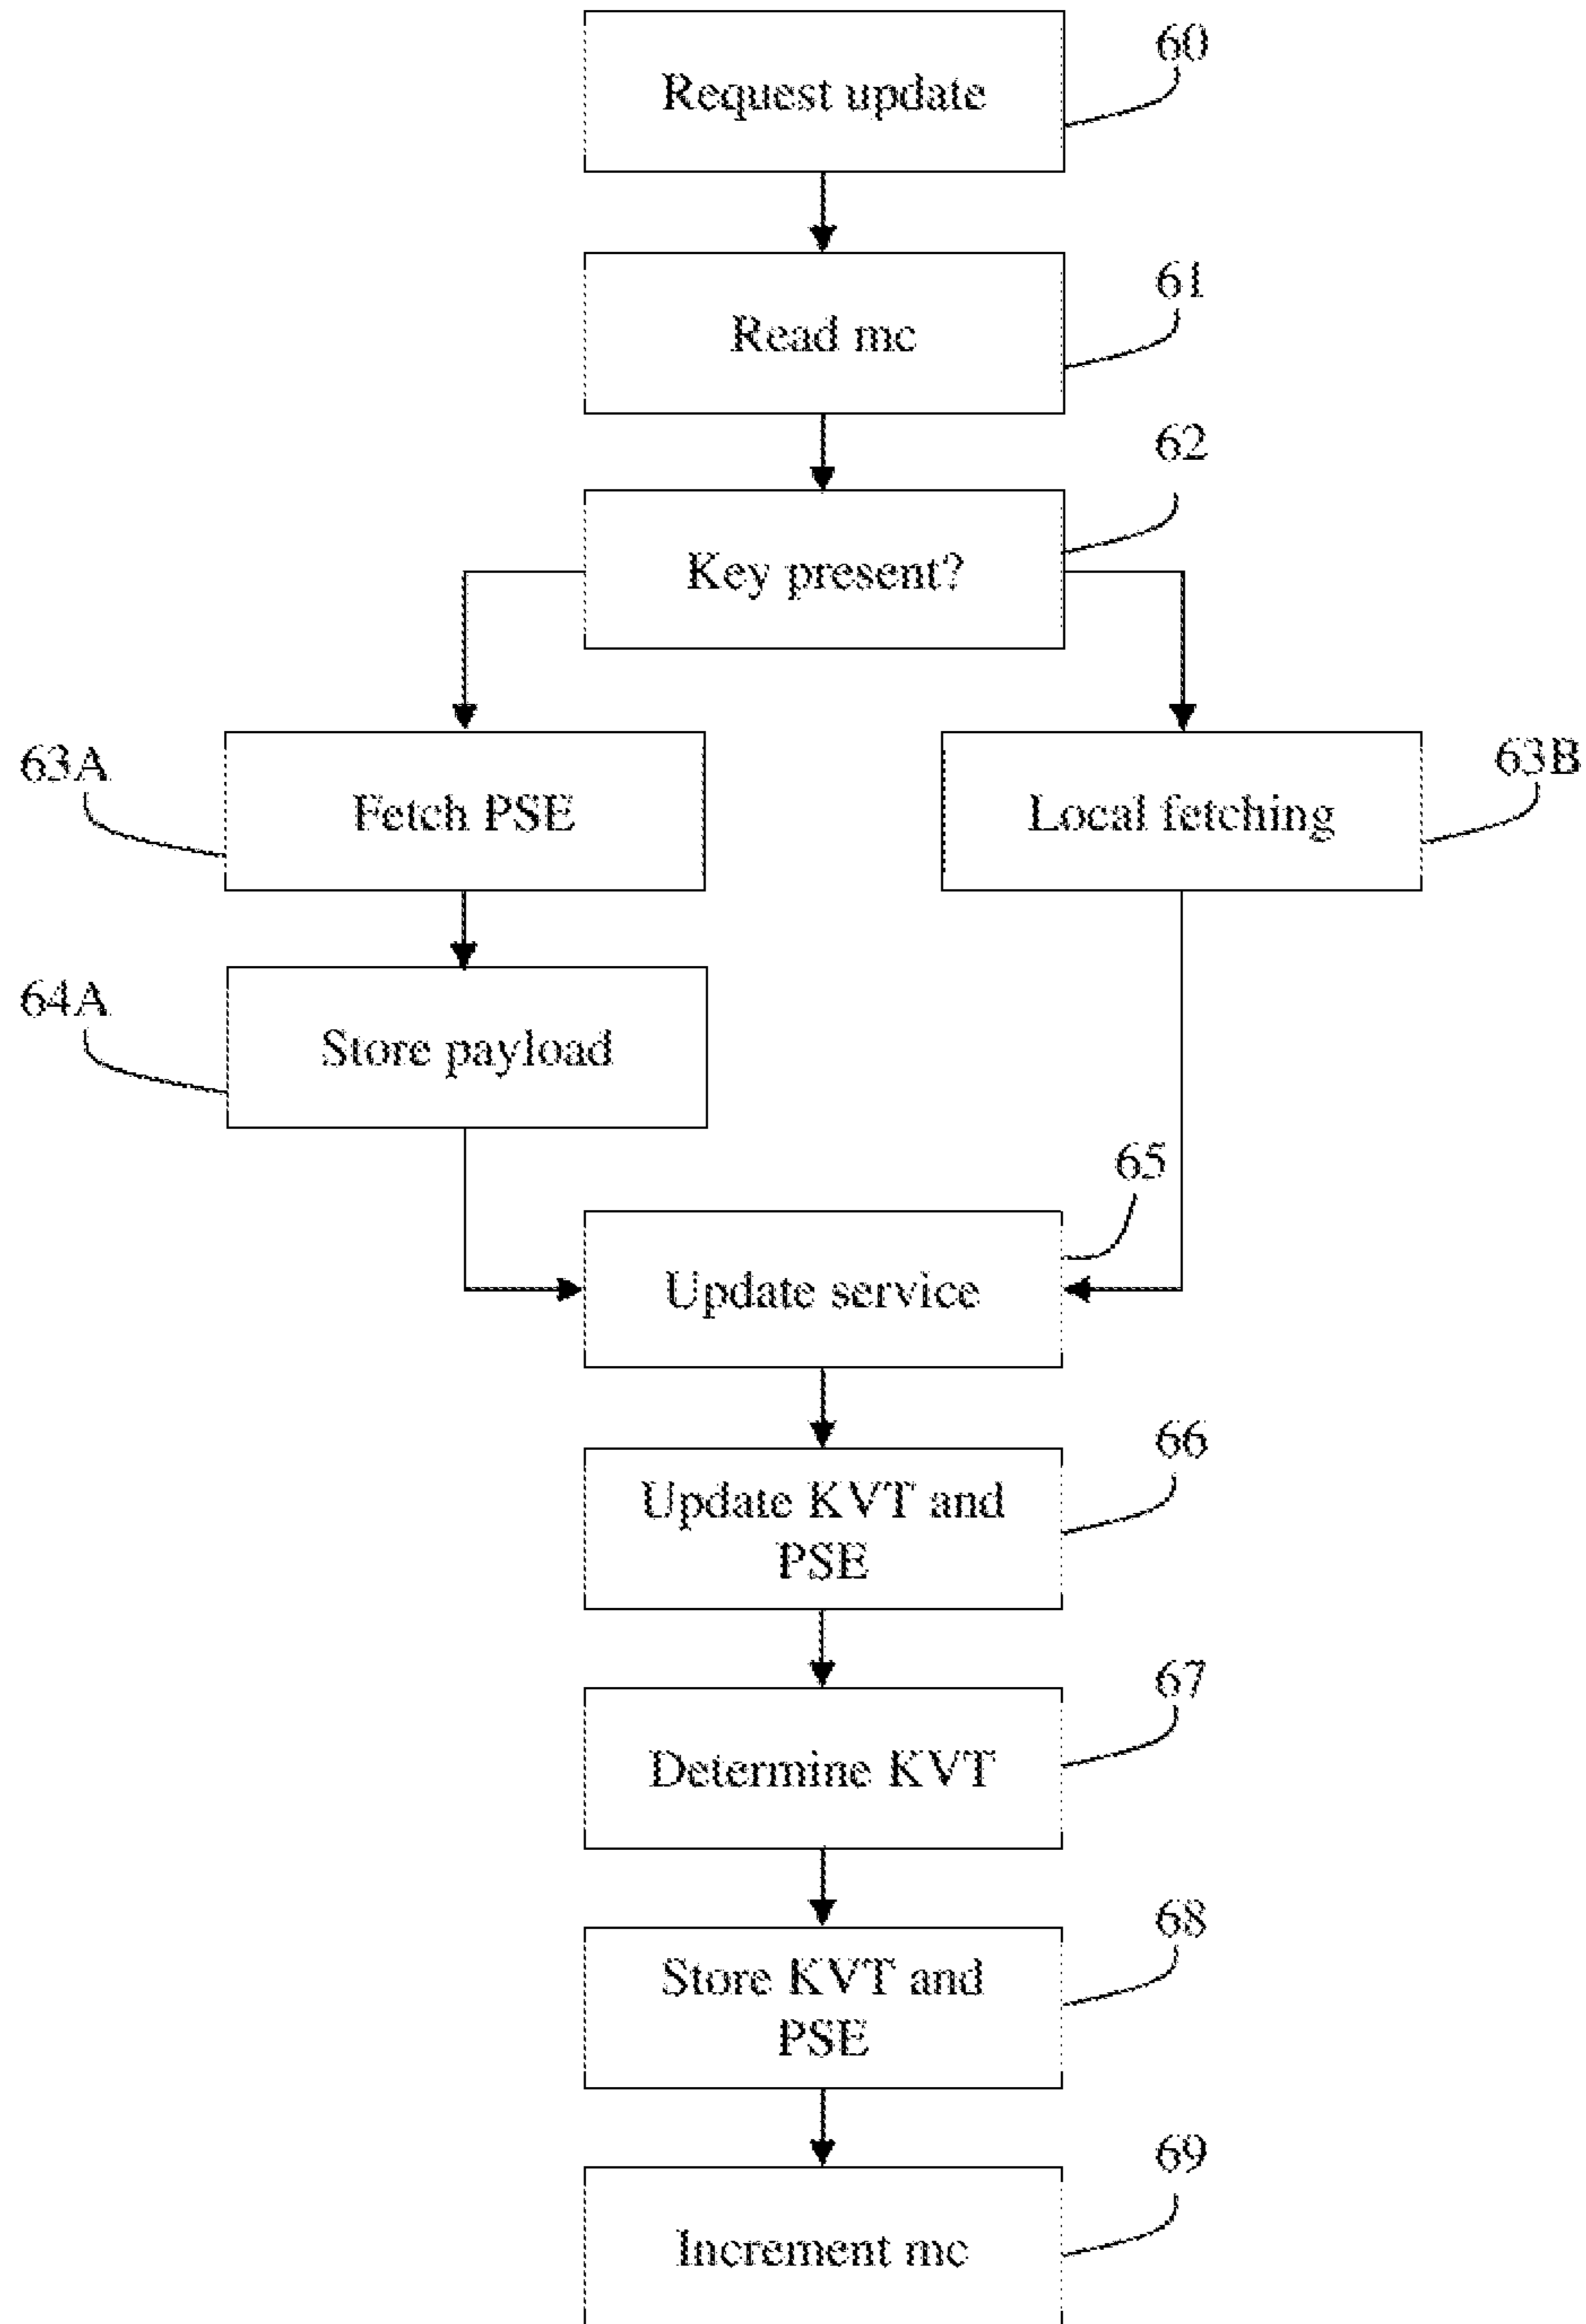 60
Request update
61
Read mc
62
Key present?
63A
Fetch PSE
Local fetching
63B
64A
Store payload
65
Update service
66
Update KVT and
PSE
67
Determine KVT
68
Store KVT and
PSE
69
Increment mc